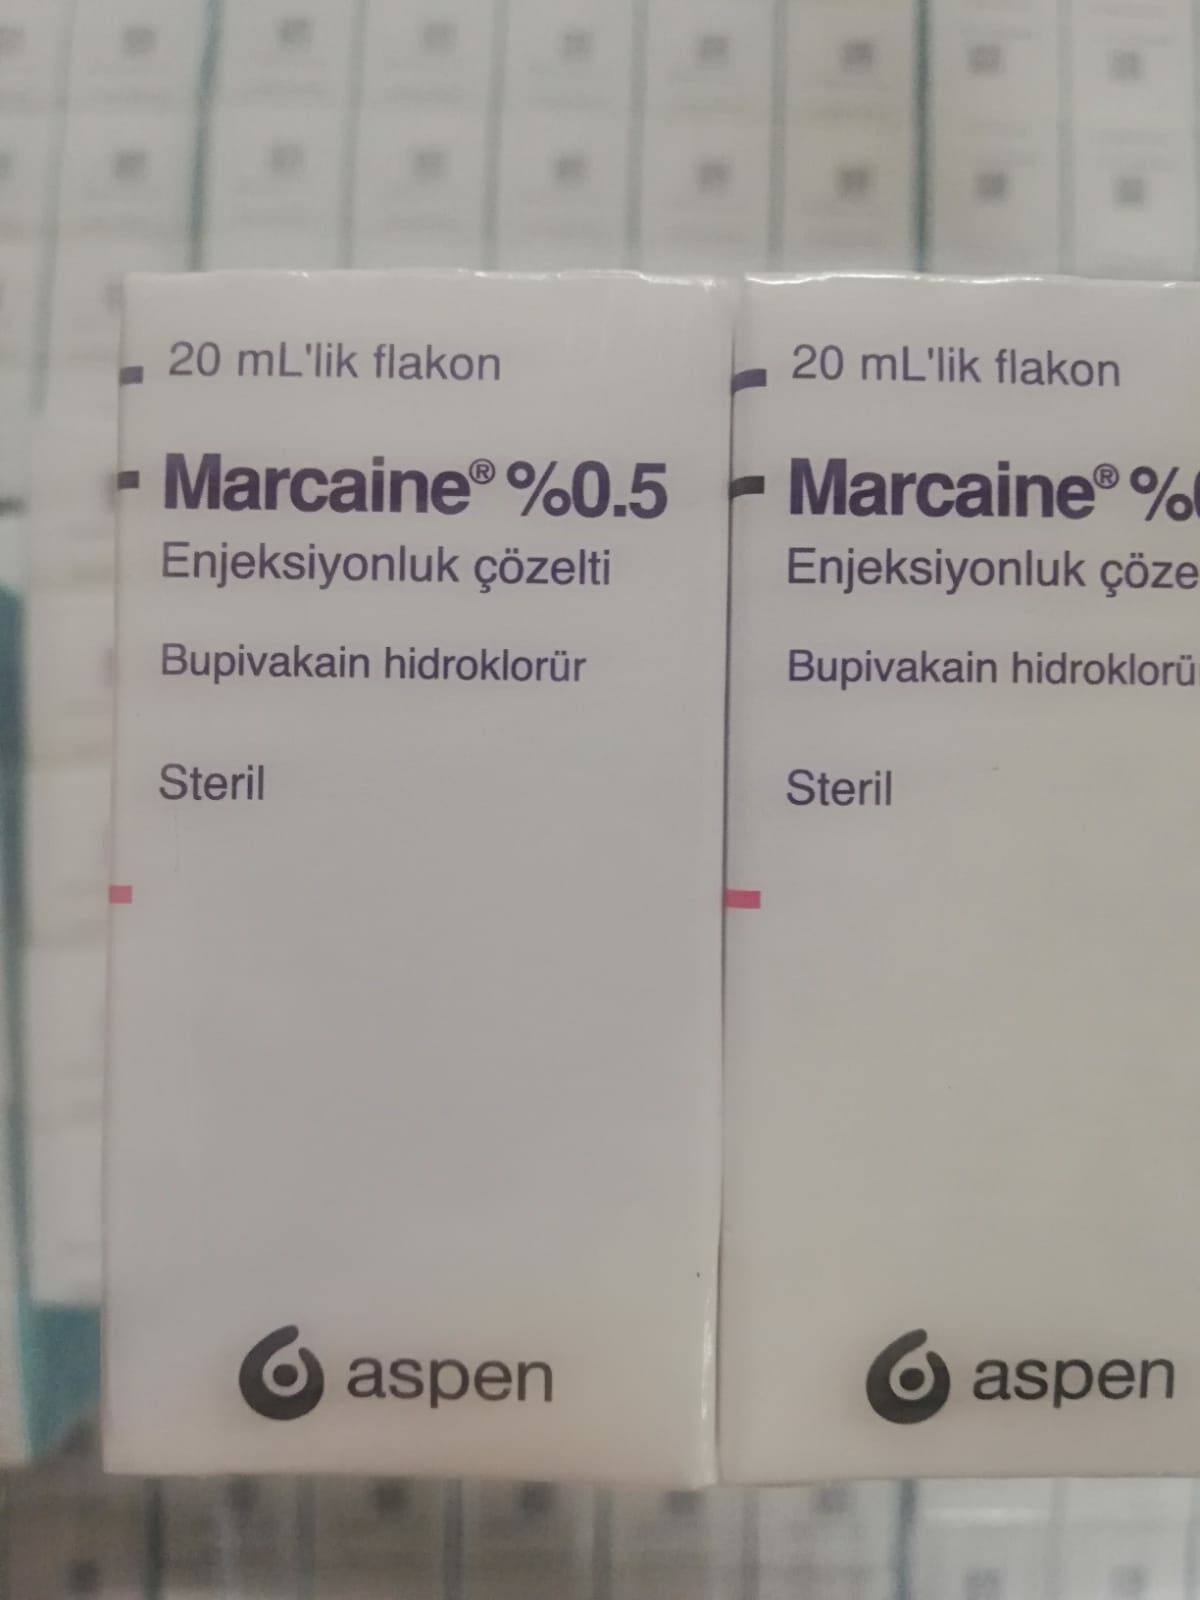 20 mL'lik flakon
Marcaine® %0.5
Enjeksiyonluk çözelti
Bupivakain hidroklorür
Steril
aspen
20 mL'lik flakon
Marcaine®
Enjeksiyonluk
Bupivakain
Steril
aspen